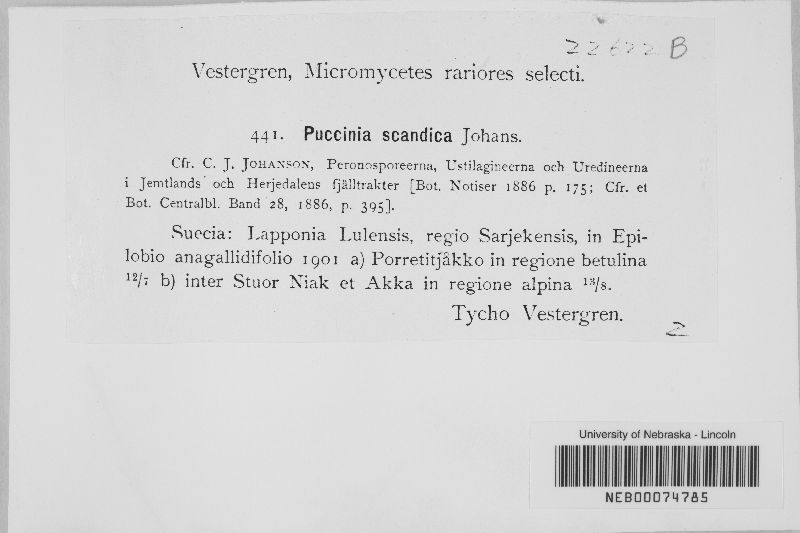 22622 B
Vestergren, Micromycetes rariores selecti.
441. Puccinia scandica Johans.
Cfr. C. J. JOHANSON, Peronosporeerna, Ustilagineerna och Uredineerna
i Jemtlands och Herjedalens fjälltrakter [Bot. Notiser 1886 p. 175; Cfr. et
Bot. Centralbl. Band 28, 1886, p. 395].
Suecia: Lapponia Lulensis, regio Sarjekensis, in Epi-
lobio anagallidifolio 1901 a) Porretitjåkko in regione betulina
12/7 b) inter Stuor Niak et Akka in regione alpina 13/8.
Tycho Vestergren.
2
University of Nebraska - Lincoln
NEB00074785